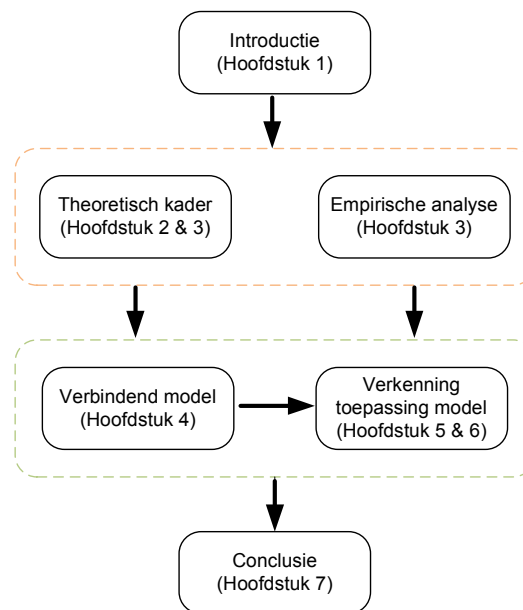 Introductie
(Hoofdstuk 1)
Theoretisch kader
(Hoofdstuk 2 & 3)
Empirische analyse
(Hoofdstuk 3)
Verbindend model
(Hoofdstuk 4)
Verkenning
toepassing model
(Hoofdstuk 5 & 6)
Conclusie
(Hoofdstuk 7)